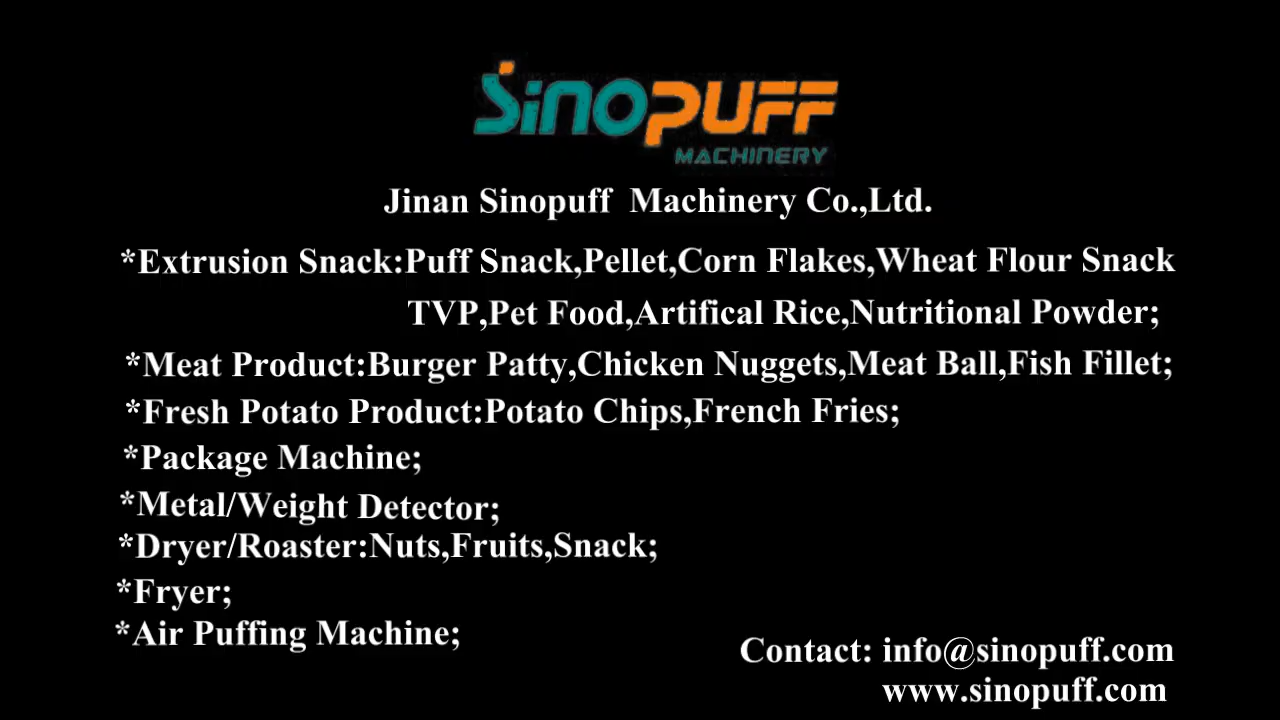 SinoPUFF
MACHINERY
Jinan Sinopuff Machinery Co.,Ltd.
*Extrusion Snack:Puff Snack,Pellet,Corn Flakes,Wheat Flour Snack
TVP,Pet Food,Artifical Rice,Nutritional Powder;
*Meat Product:Burger Patty,Chicken Nuggets,Meat Ball,Fish Fillet;
*Fresh Potato Product:Potato Chips,French Fries;
*Package Machine;
*Metal/Weight Detector;
*Dryer/Roaster:Nuts,Fruits,Snack;
*Fryer;
*Air Puffing Machine;
Contact: info@sinopuff.com
www.sinopuff.com